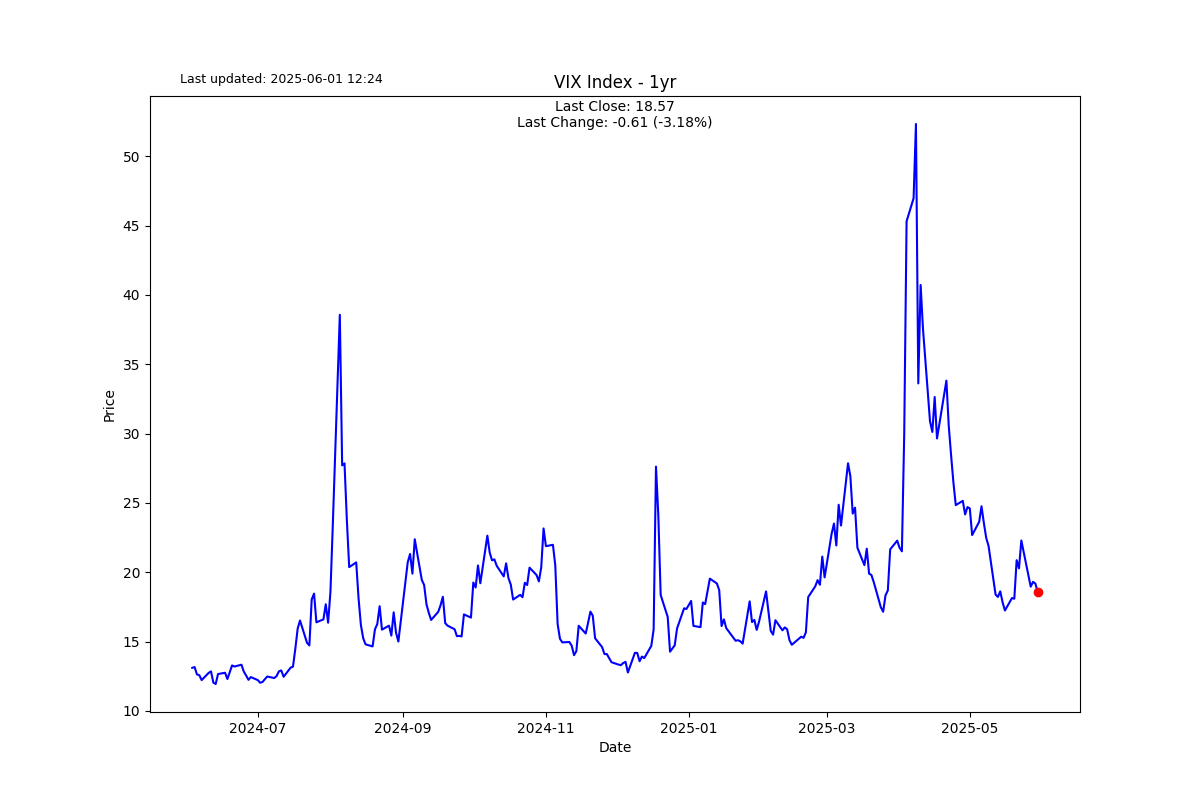 Last updated: 2025-06-01 12:24
VIX Index - 1yr
Last Close: 18.57
Last Change: -0.61 (-3.18%)
50
45
40
35
30
25
20
15
10
Price
2024-07
2024-09
2024-11
2025-01
2025-03
2025-05
Date